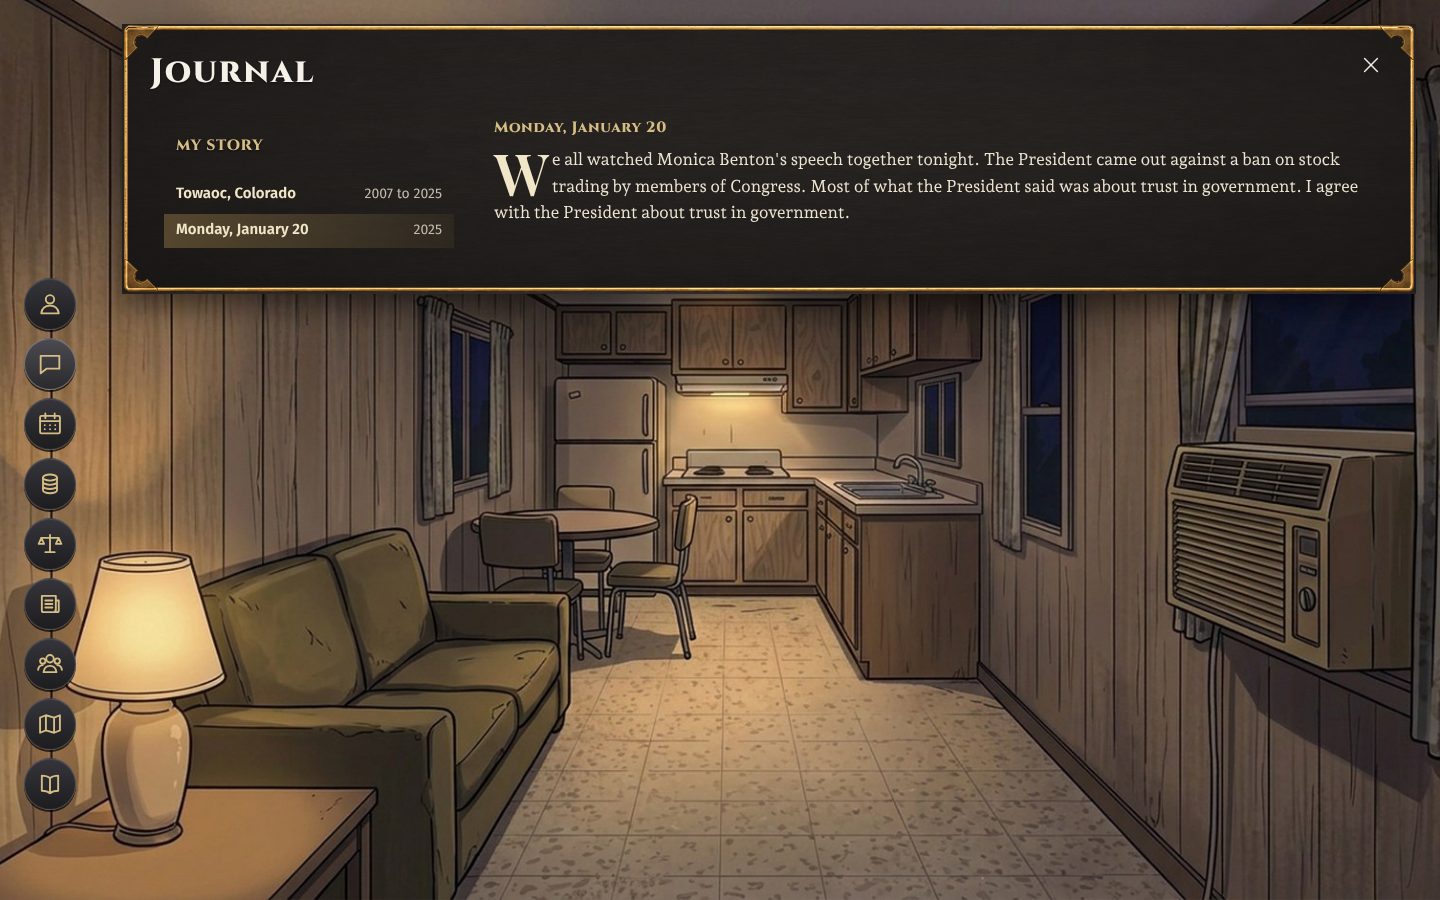 Journal
MY STORY
Towaoc, Colorado 2007 to 2025
Monday, January 20 2025
Monday, January 20
We all watched Monica Benton's speech together tonight. The President came out against a ban on stock
trading by members of Congress. Most of what the President said was about trust in government. I agree
with the President about trust in government.